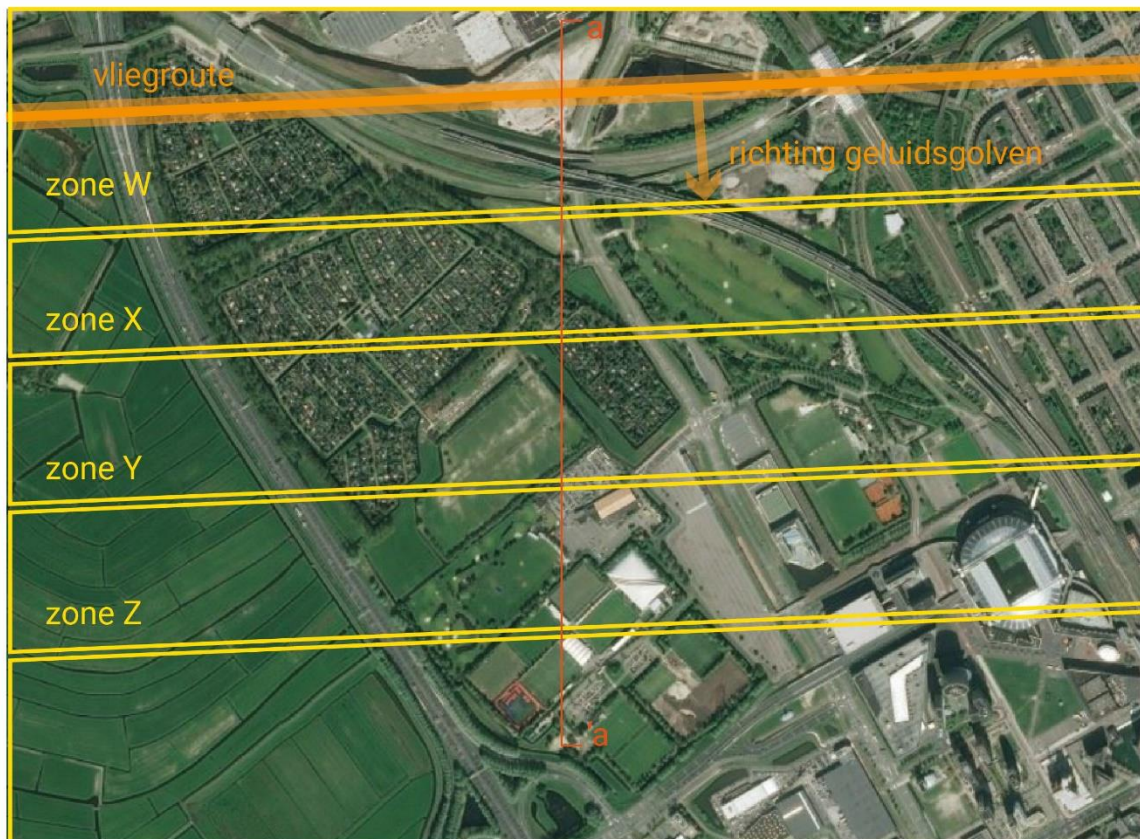 a
vliegroute
richting geluidsgolven
zone W
zone X
zone Y
zone Z
'a